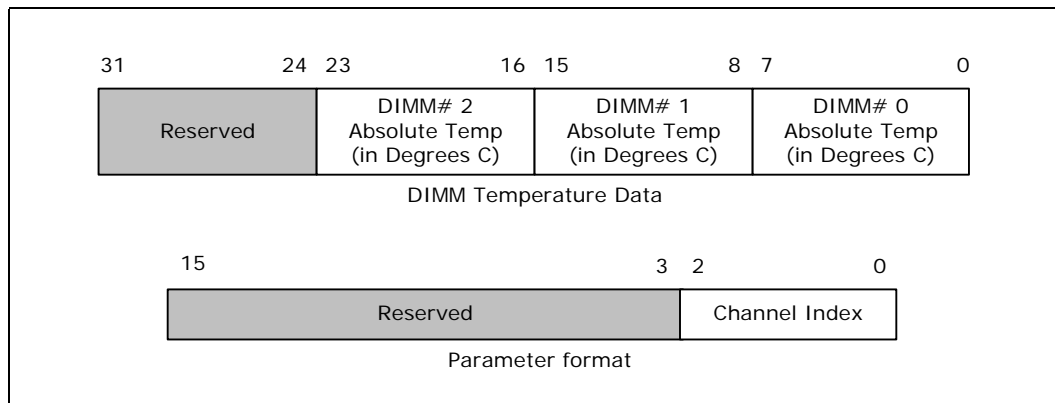 31 24 23 16 15 8 7 0
Reserved
DIMM# 2
Absolute Temp
(in Degrees C)
DIMM# 1
Absolute Temp
(in Degrees C)
DIMM# 0
Absolute Temp
(in Degrees C)
DIMM Temperature Data
15 3 2 0
Reserved
Channel Index
Parameter format